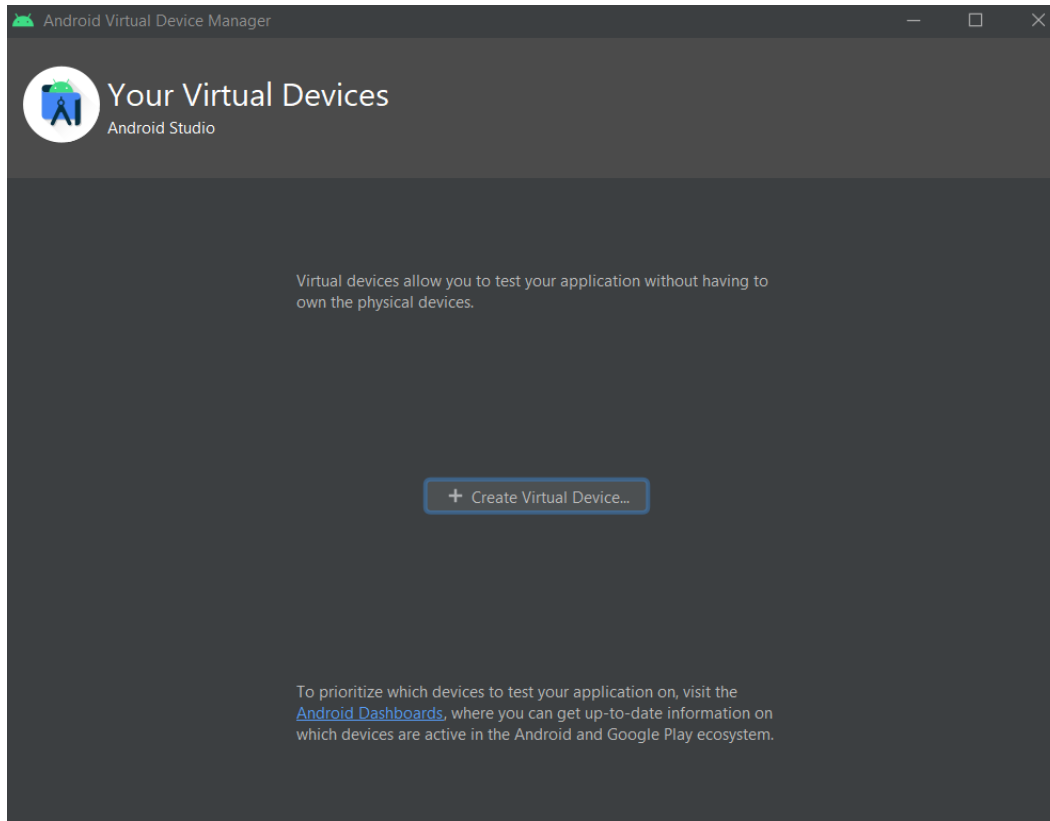 Android Virtual Device Manager
Your Virtual Devices
Android Studio
Virtual devices allow you to test your application without having to
own the physical devices.
+ Create Virtual Device...
To prioritize which devices to test your application on, visit the
Android Dashboards, where you can get up-to-date information on
which devices are active in the Android and Google Play ecosystem.